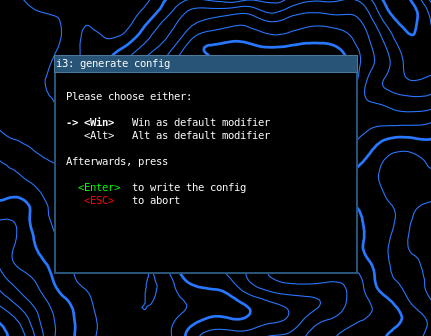 i3: generate config
Please choose either:
-> <Win> Win as default modifier
<Alt> Alt as default modifier
Afterwards, press
<Enter> to write the config
<ESC> to abort